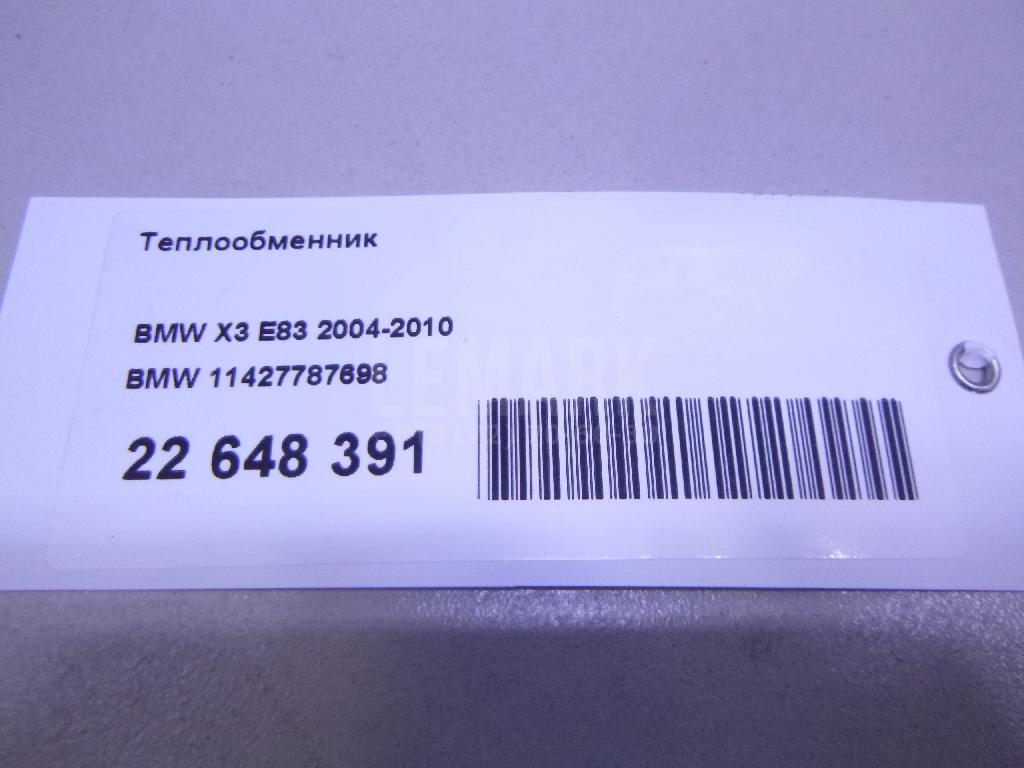 Теплообменник
BMW X3 E83 2004-2010
BMW 11427787698
LEMARK
22 648 391